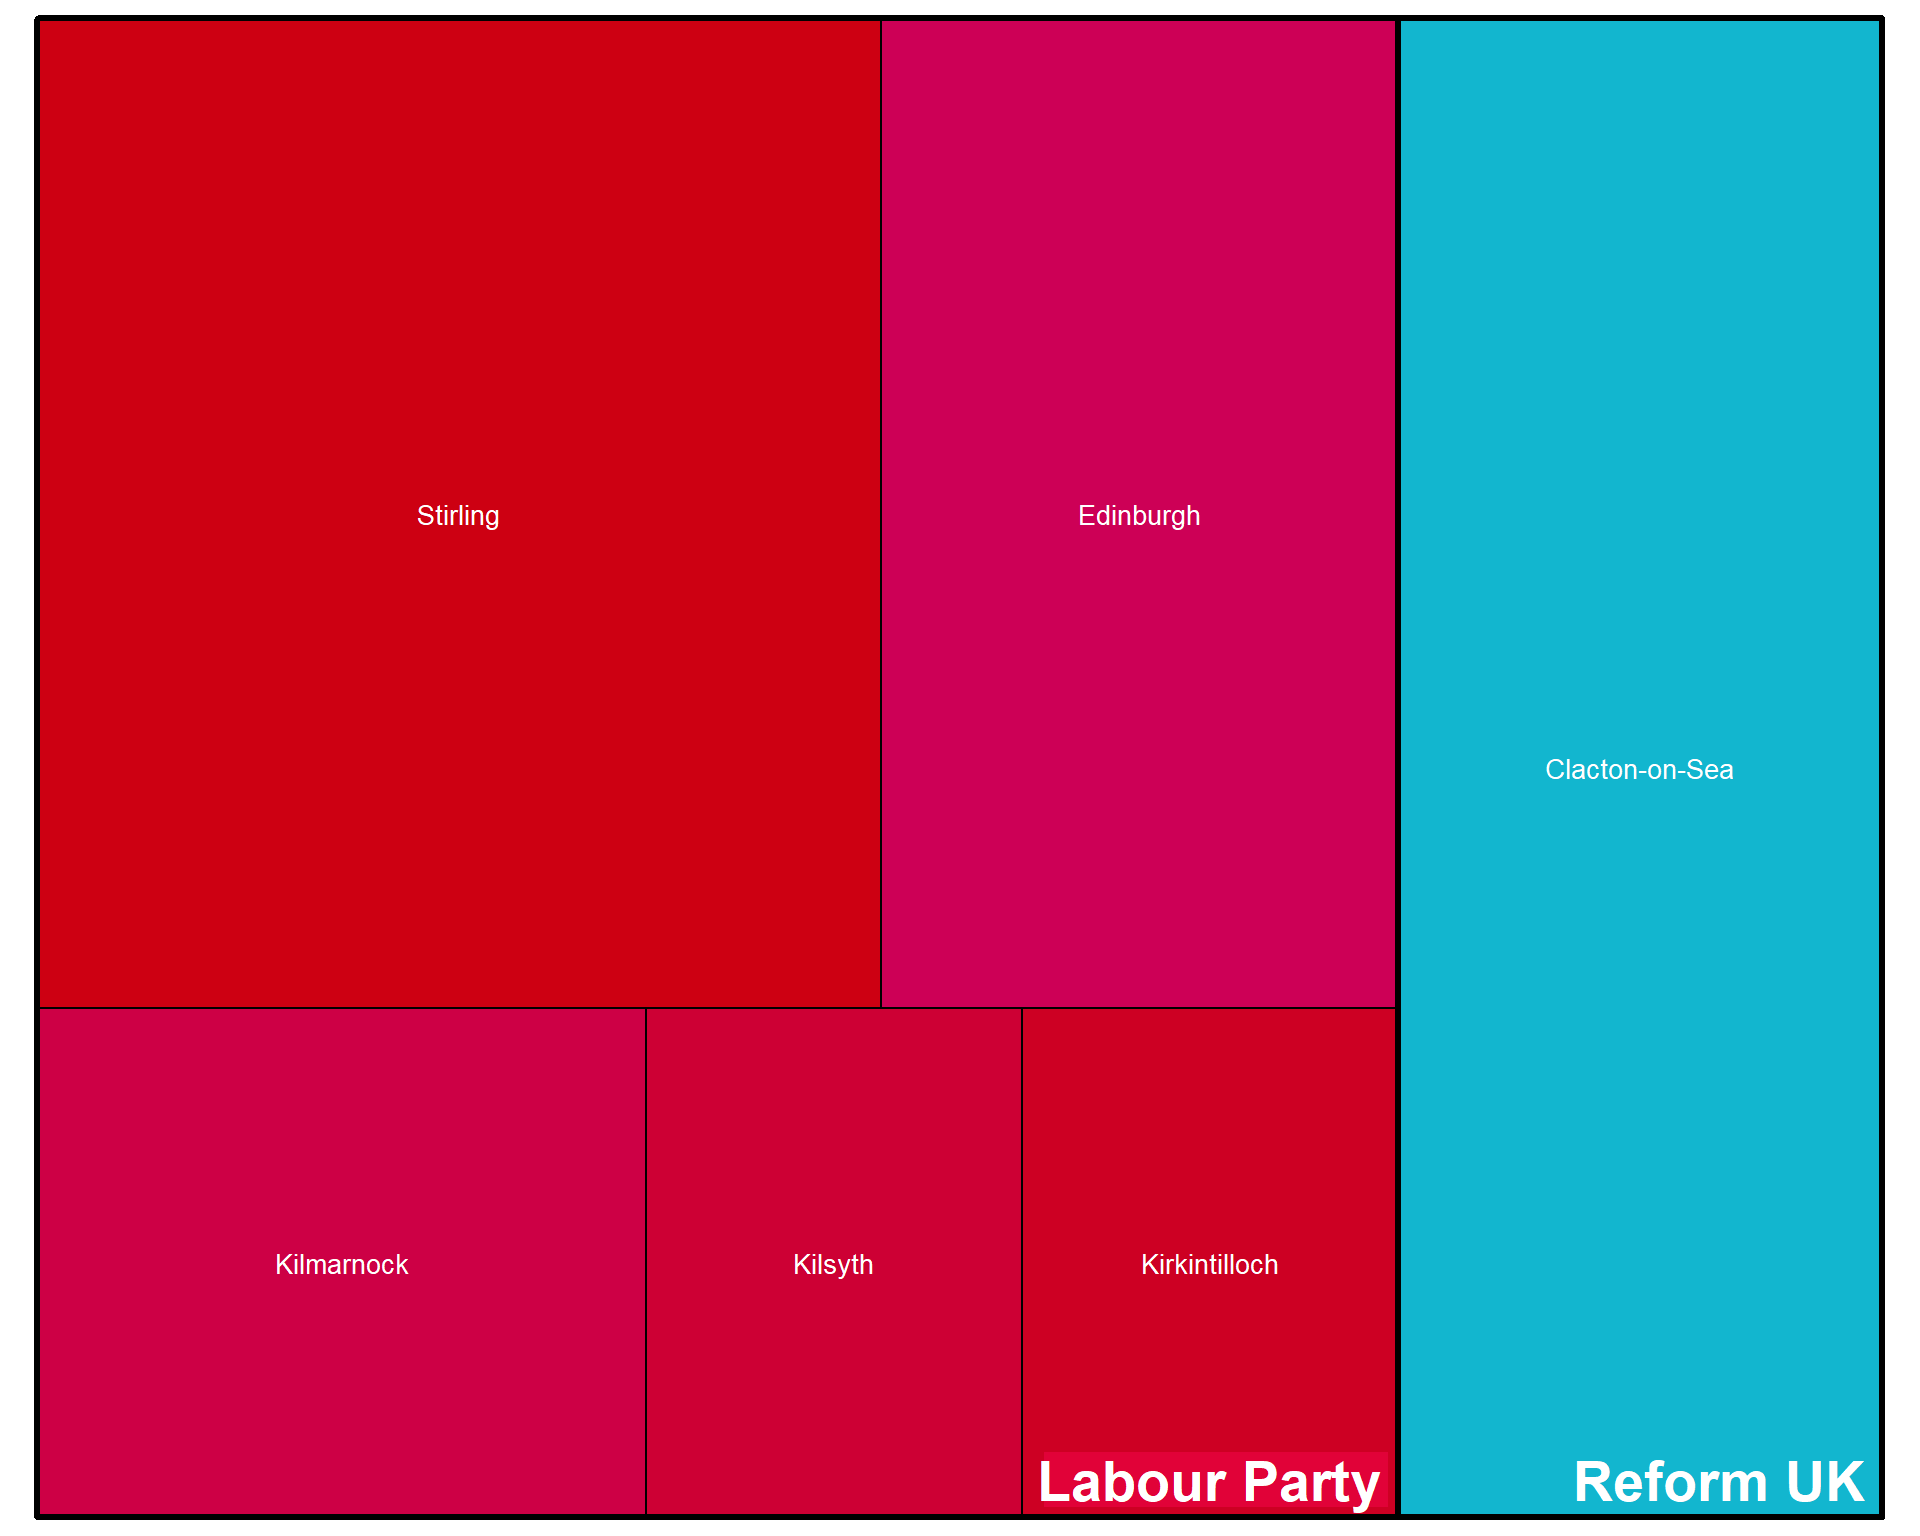 Stirling
Edinburgh
Clacton-on-Sea
Kilmarnock
Kilsyth
Kirkintilloch
Labour Party
Reform UK